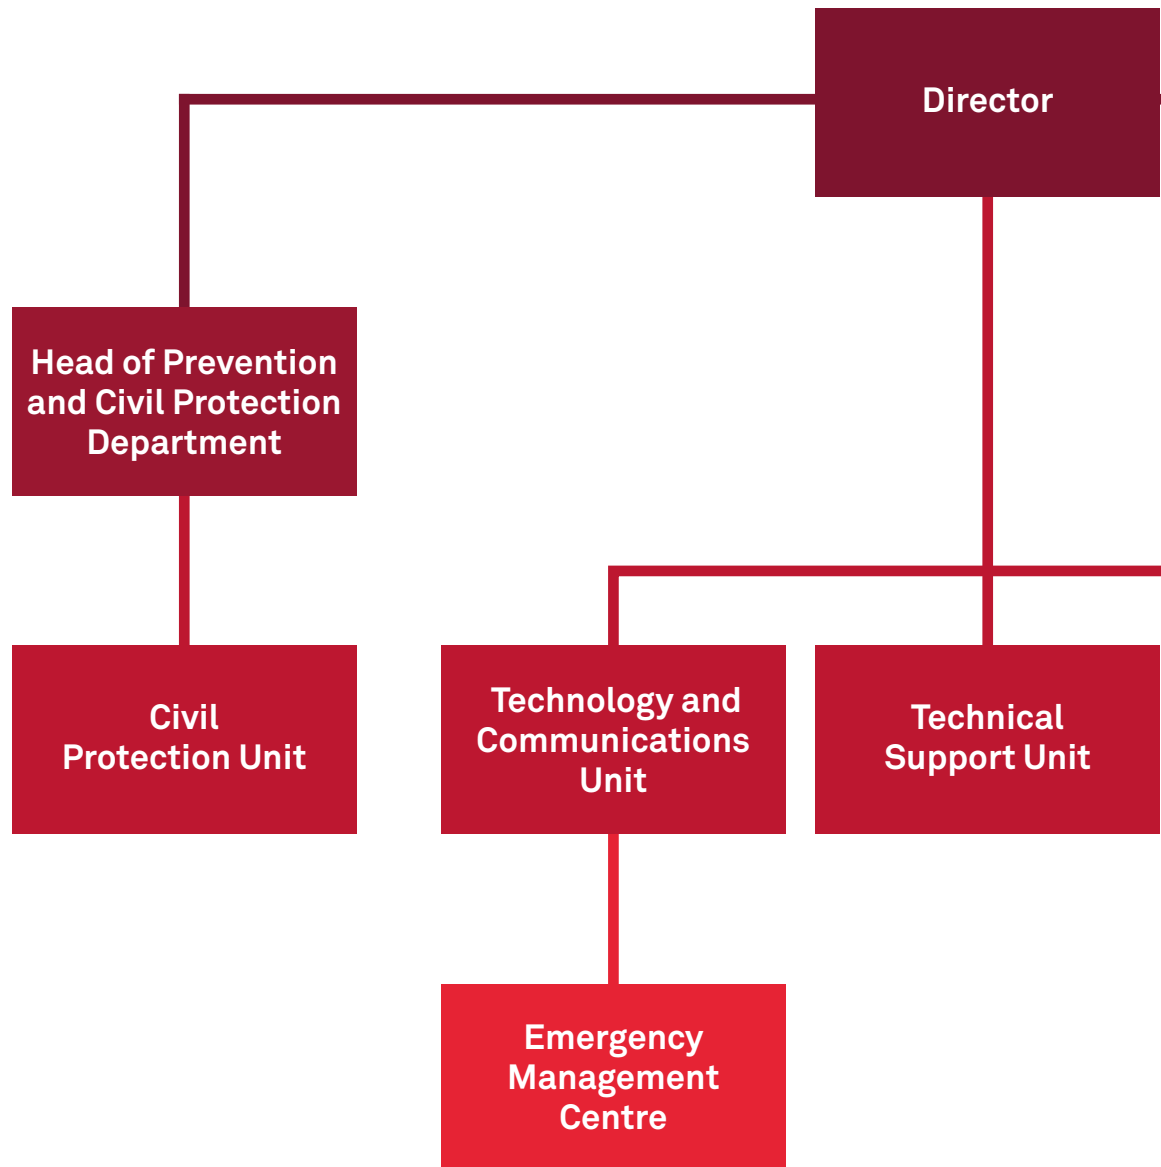 Director
Head of Prevention
and Civil Protection
Department
Civil
Protection Unit
Technology and
Communications
Unit
Technical
Support Unit
Emergency
Management
Centre